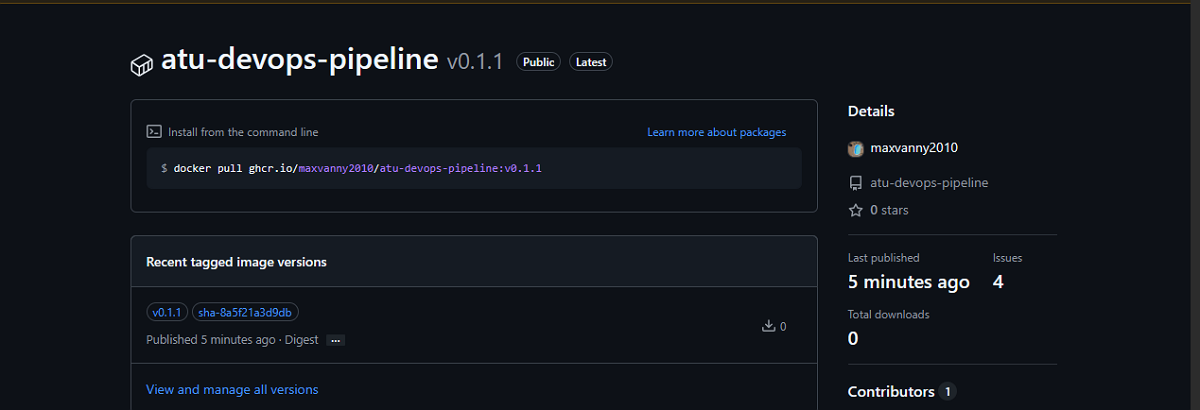 atu-devops-pipeline v0.1.1 Public Latest
Install from the command line
Learn more about packages
$ docker pull ghcr.io/maxvanny2010/atu-devops-pipeline:v0.1.1
Recent tagged image versions
v0.1.1 sha-8a5f21a3d9db
Published 5 minutes ago · Digest ...
0
View and manage all versions
Details
maxvanny2010
atu-devops-pipeline
0 stars
Last published
5 minutes ago
Issues
4
Total downloads
0
Contributors 1